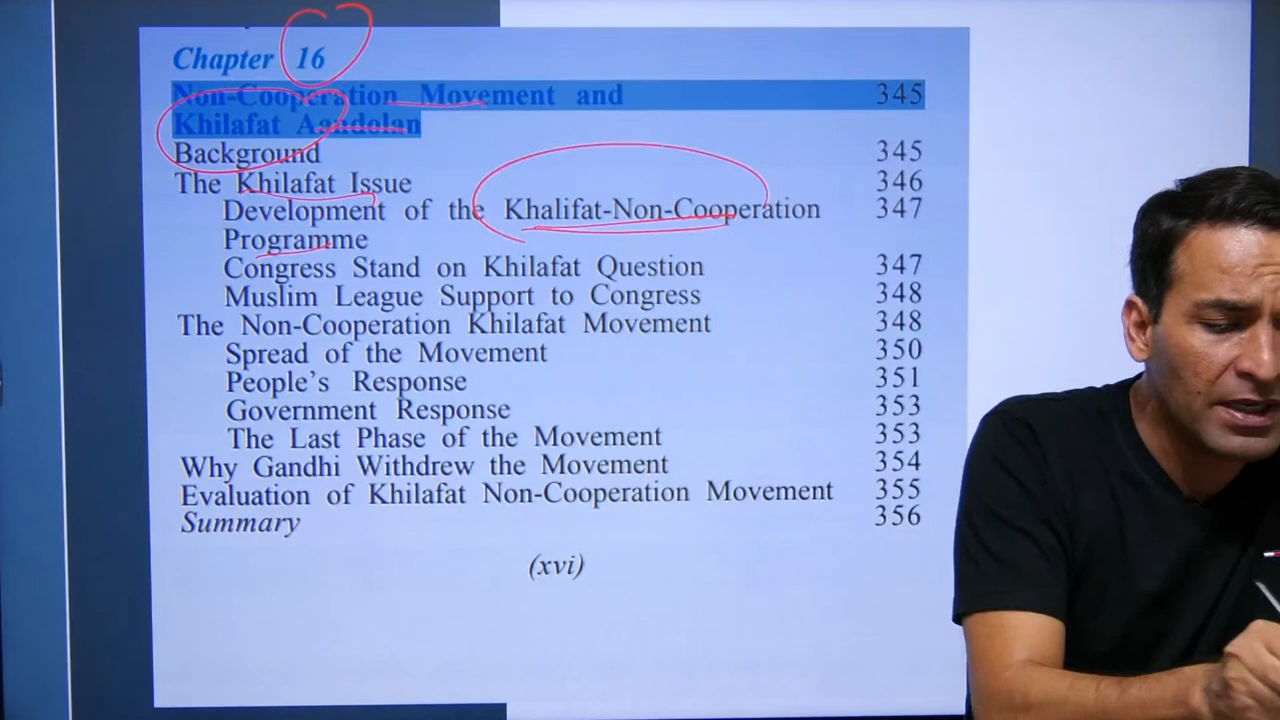 Chapter 16
Non-Cooperation Movement and 345
Khilafat Aandolan
Background 345
The Khilafat Issue 346
Development of the Khalifat-Non-Cooperation 347
Programme
Congress Stand on Khilafat Question 347
Muslim League Support to Congress 348
The Non-Cooperation Khilafat Movement 348
Spread of the Movement 350
People's Response 351
Government Response 353
The Last Phase of the Movement 353
Why Gandhi Withdrew the Movement 354
Evaluation of Khilafat Non-Cooperation Movement 355
Summary 356
(xvi)